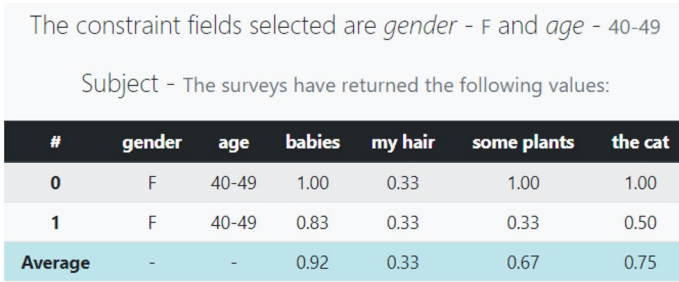 The constraint fields selected are gender - F and age - 40-49
Subject - The surveys have returned the following values:
# gender age babies my hair some plants the cat
0 F 40-49 1.00 0.33 1.00 1.00
1 F 40-49 0.83 0.33 0.33 0.50
Average - - 0.92 0.33 0.67 0.75